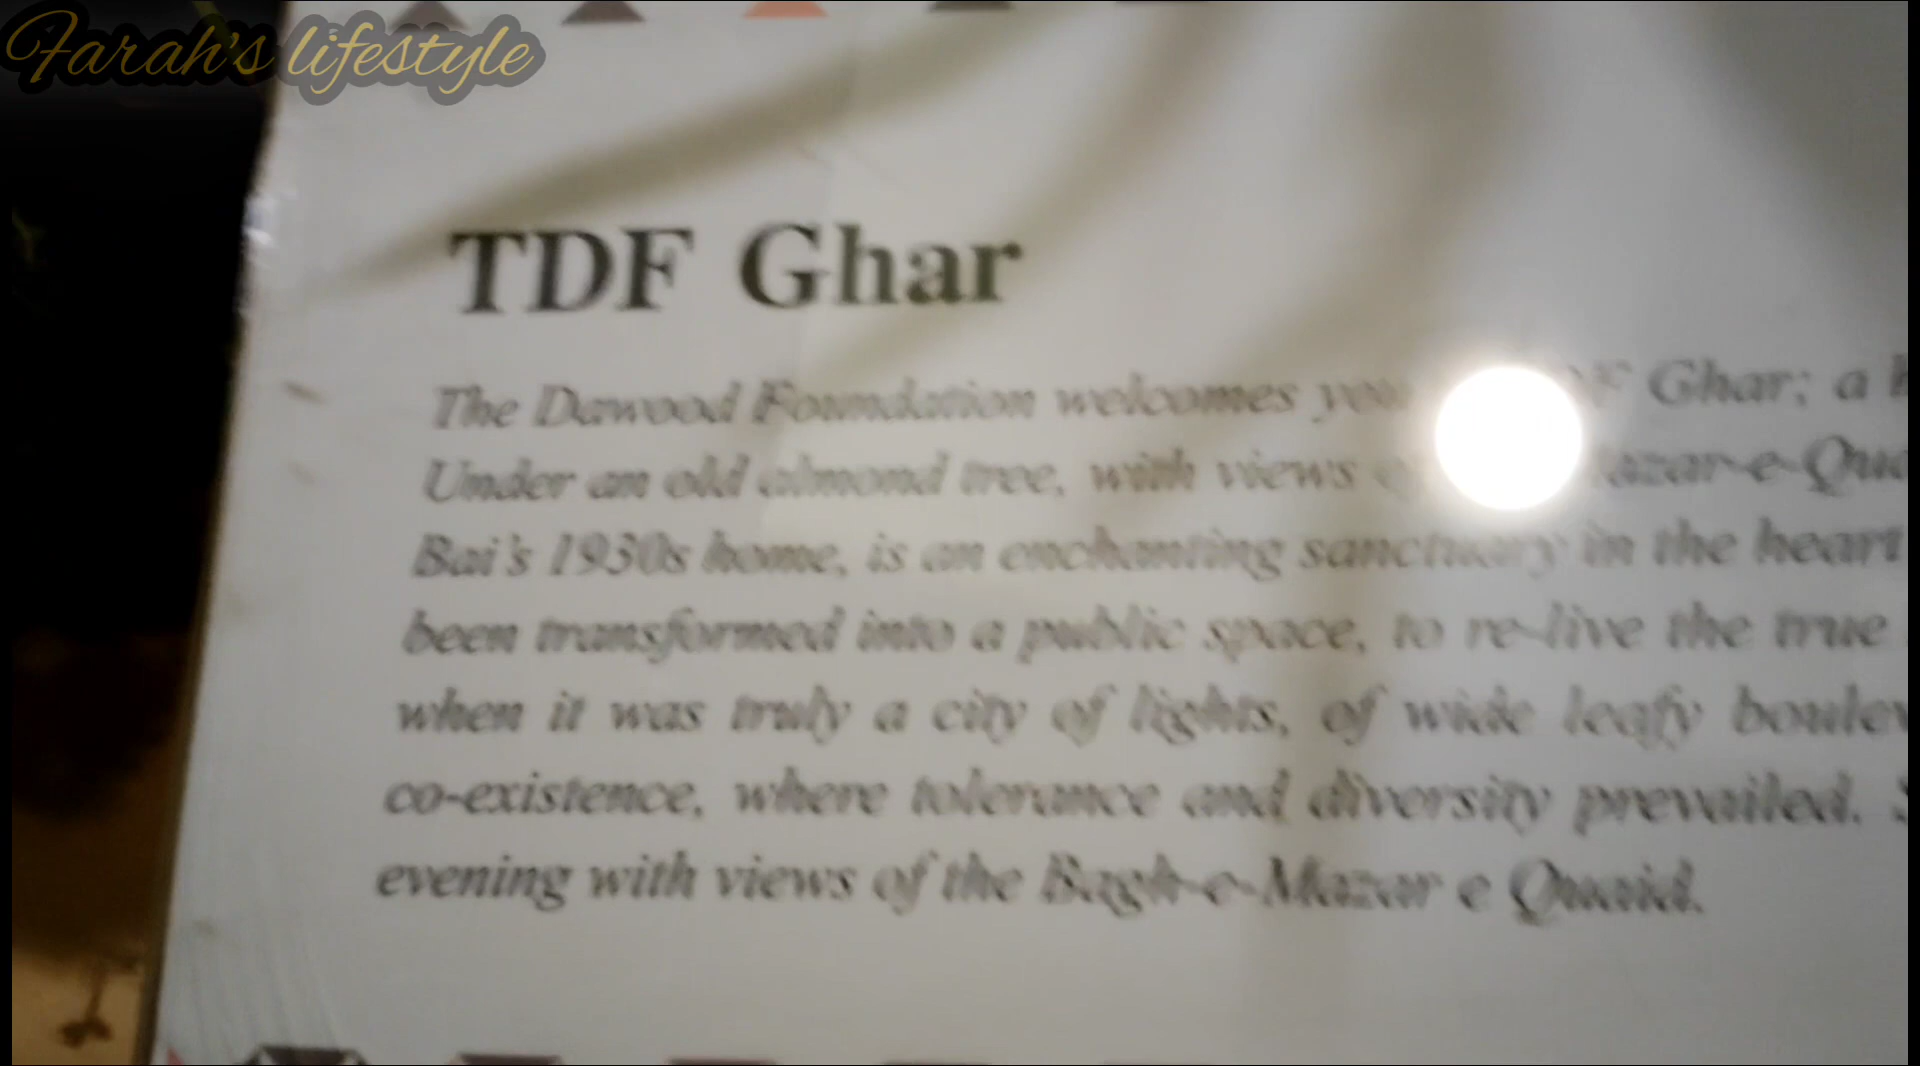 Farah's lifestyle
TDF Ghar
The Dawood Foundation welcomes you Ghar; a
Under an old almond tree, with views
Bai's 1930s home, is an enchanting sanctuary in the heart
been transformed into a public space, to re-live the true
when it was truly a city of lights, of wide leafy
co-existence, where tolerance and diversity prevailed.
evening with views of the Bagh-e-Mazar e Quaid.